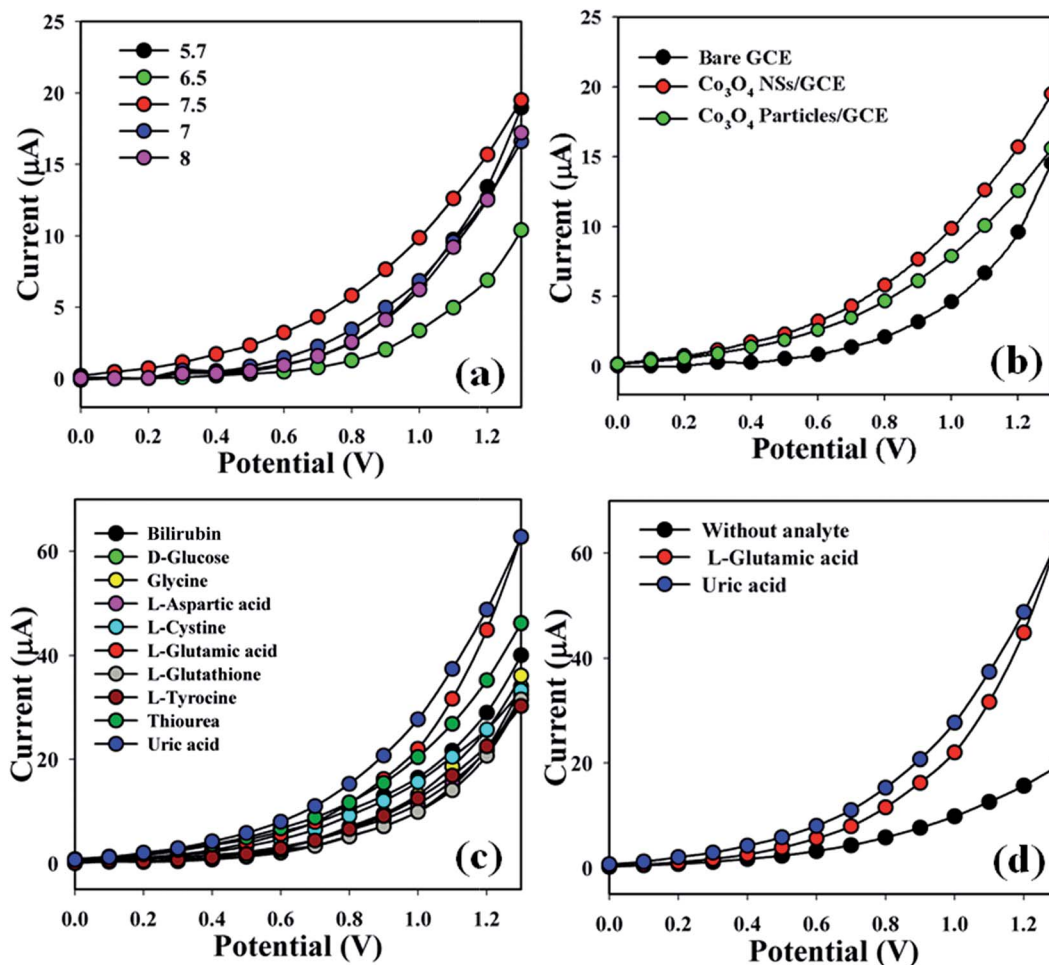 25
20
15
10
5
0
Current (µA)
5.7
6.5
7.5
7
8
(a)
0.0 0.2 0.4 0.6 0.8 1.0 1.2
Potential (V)
25
20
15
10
5
0
Current (µA)
Bare GCE
Co₃O₄ NSs/GCE
Co₃O₄ Particles/GCE
(b)
0.0 0.2 0.4 0.6 0.8 1.0 1.2
Potential (V)
60
40
20
0
Current (µA)
Bilirubin
D-Glucose
Glycine
L-Aspartic acid
L-Cystine
L-Glutamic acid
L-Glutathione
L-Tyrocine
Thiourea
Uric acid
(c)
0.0 0.2 0.4 0.6 0.8 1.0 1.2
Potential (V)
60
40
20
0
Current (µA)
Without analyte
L-Glutamic acid
Uric acid
(d)
0.0 0.2 0.4 0.6 0.8 1.0 1.2
Potential (V)